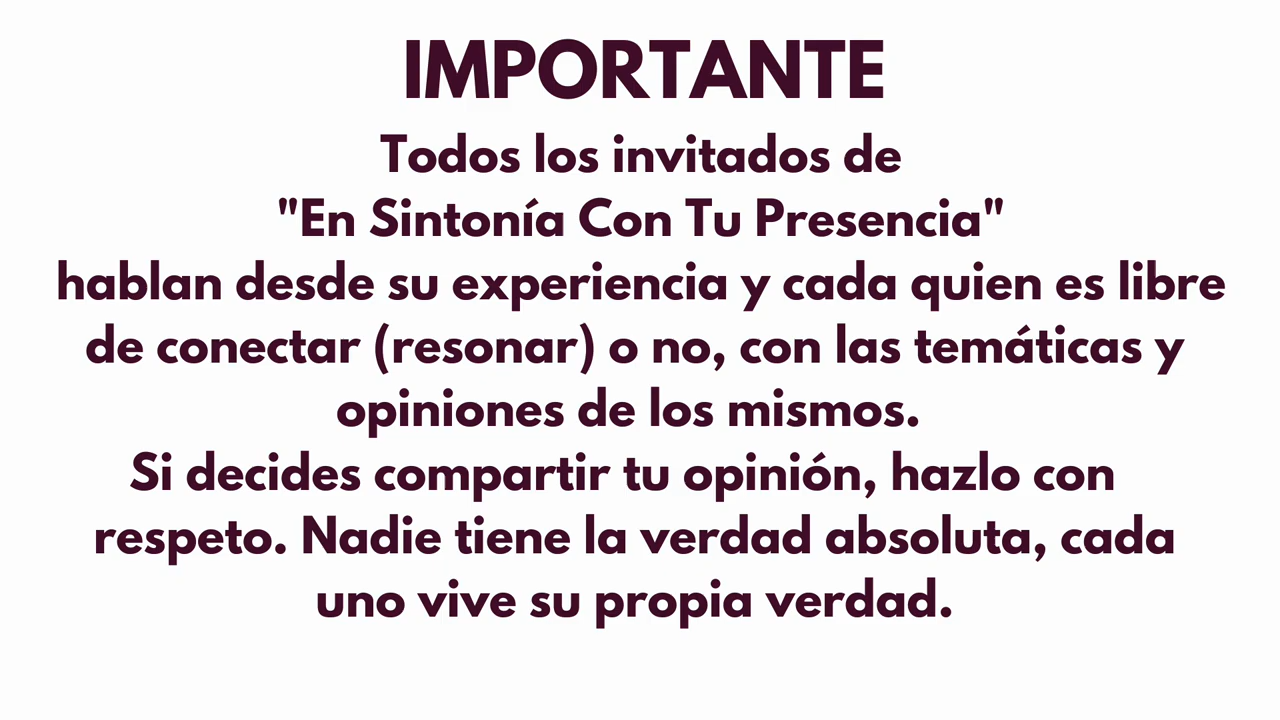 IMPORTANTE
Todos los invitados de
"En Sintonía Con Tu Presencia"
hablan desde su experiencia y cada quien es libre
de conectar (resonar) o no, con las temáticas y
opiniones de los mismos.
Si decides compartir tu opinión, hazlo con
respeto. Nadie tiene la verdad absoluta, cada
uno vive su propia verdad.